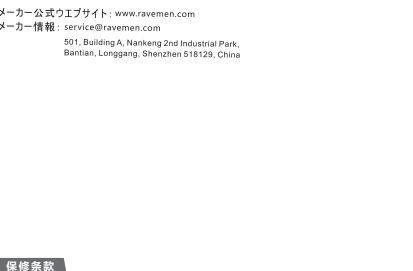 メーカー公式ウエブサイト: www.ravemen.com
メーカー情報: service@ravemen.com
501, Building A, Nankeng 2nd Industrial Park,
Bantian, Longgang, Shenzhen 518129, China
保修条款